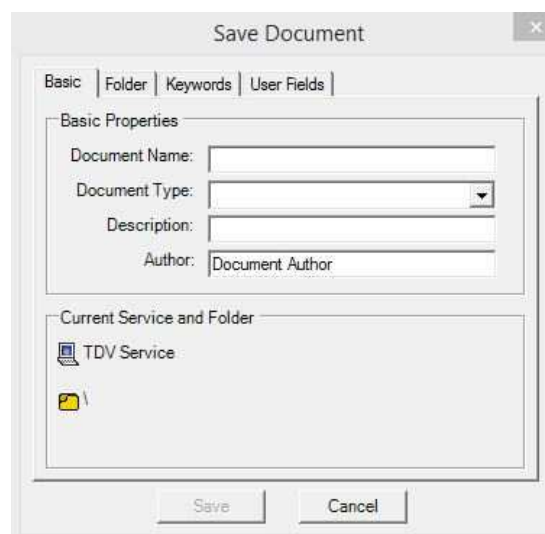 Save Document
Basic Folder Keywords User Fields
Basic Properties
Document Name:
Document Type:
Description:
Author: Document Author
Current Service and Folder
TDV Service
\
Save Cancel